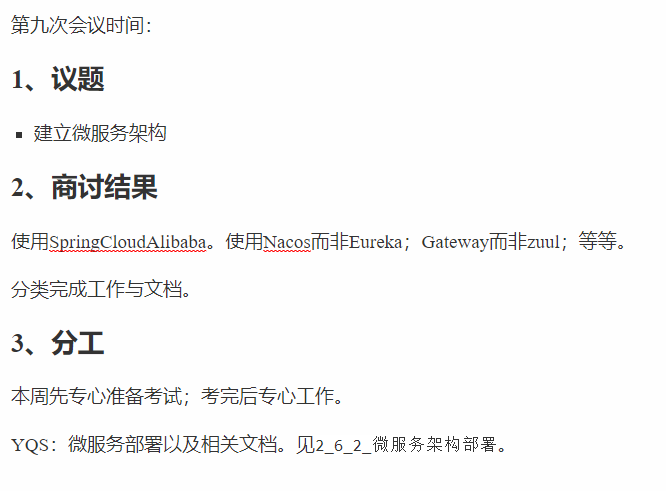 第九次会议时间：
1、议题
▪ 建立微服务架构
2、商讨结果
使用SpringCloudAlibaba。使用Nacos而非Eureka；Gateway而非zuul；等等。
分类完成工作与文档。
3、分工
本周先专心准备考试；考完后专心工作。
YQS：微服务部署以及相关文档。见2_6_2_微服务架构部署。